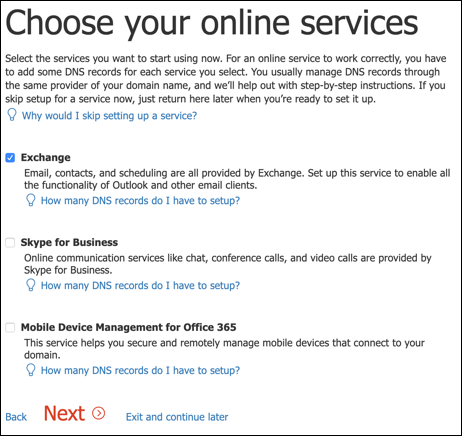 Choose your online services
Select the services you want to start using now. For an online service to work correctly, you have
to add some DNS records for each service you select. You usually manage DNS records through
the same provider of your domain name, and we'll help out with step-by-step instructions. If you
skip setup for a service now, just return here later when you're ready to set it up.
Why would I skip setting up a service?
Exchange
Email, contacts, and scheduling are all provided by Exchange. Set up this service to enable all
the functionality of Outlook and other email clients.
How many DNS records do I have to setup?
Skype for Business
Online communication services like chat, conference calls, and video calls are provided by
Skype for Business.
How many DNS records do I have to setup?
Mobile Device Management for Office 365
This service helps you secure and remotely manage mobile devices that connect to your
domain.
How many DNS records do I have to setup?
Back Next Exit and continue later